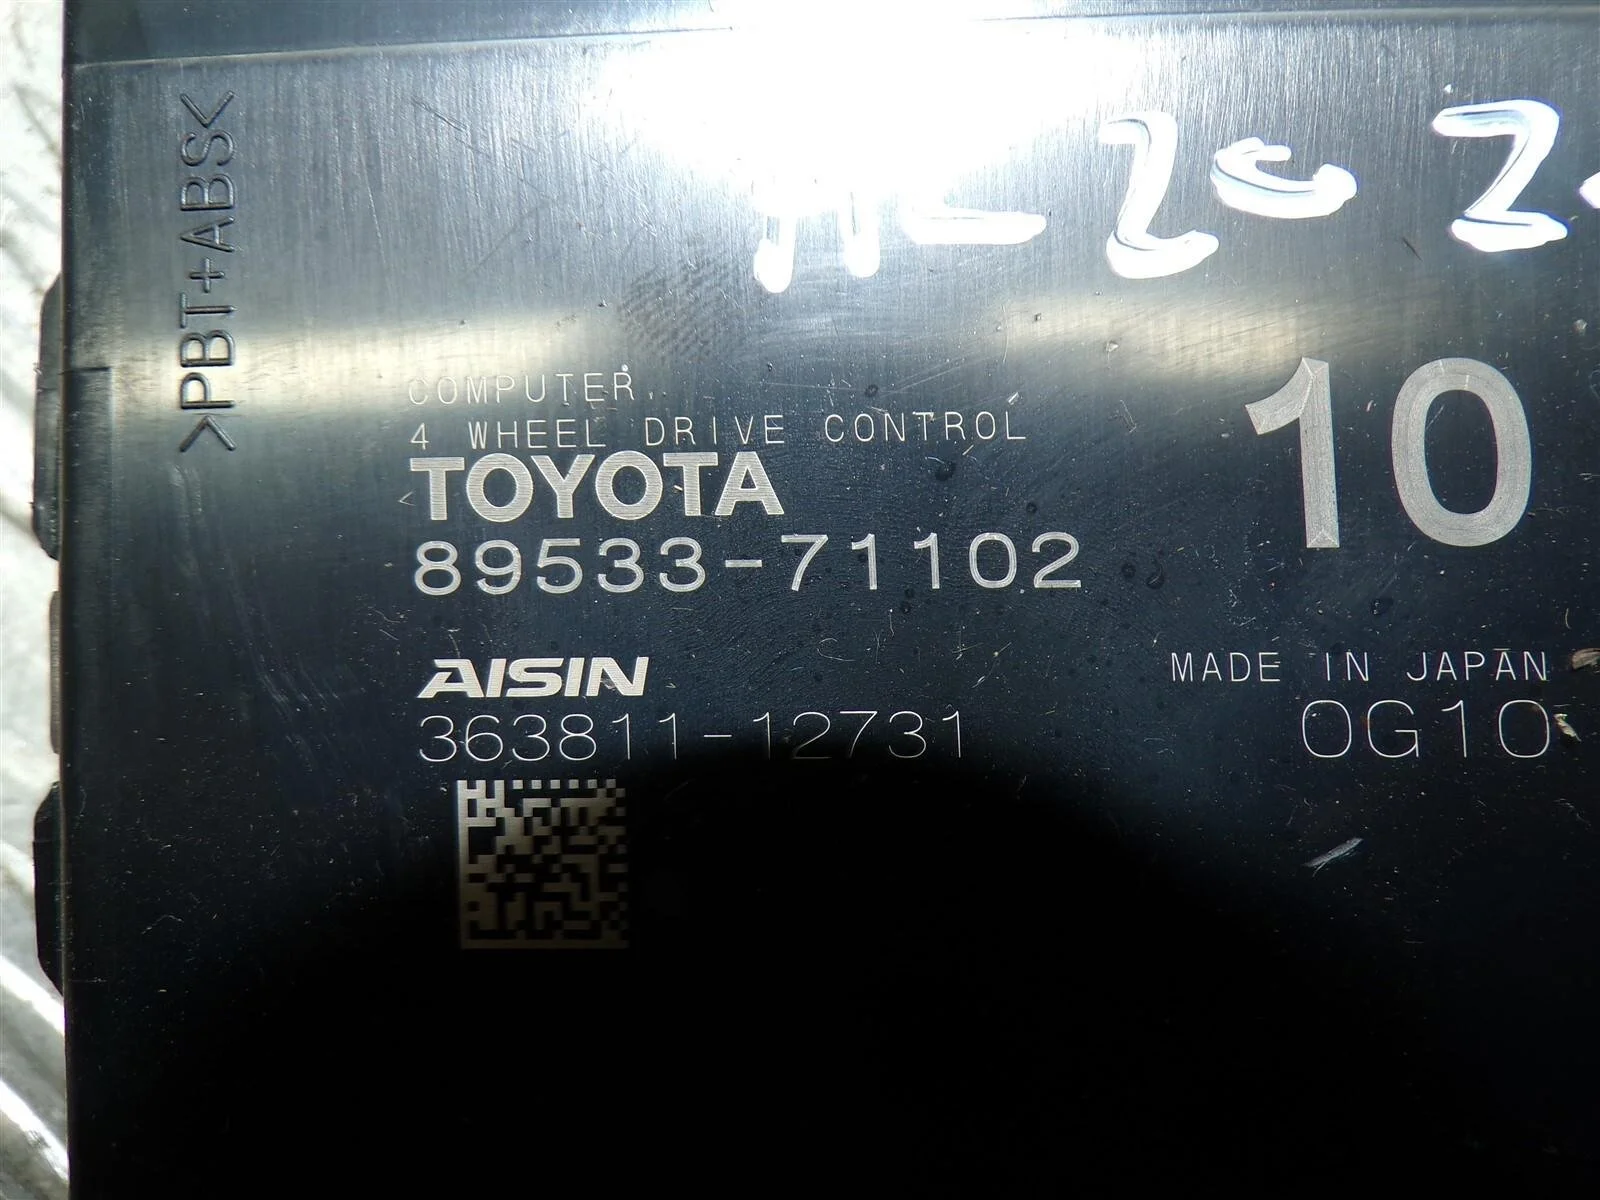 >PBT+ABS<
COMPUTER
4 WHEEL DRIVE CONTROL
TOYOTA
89533-71102
10
AISIN
363811-12731
MADE IN JAPAN
0G10